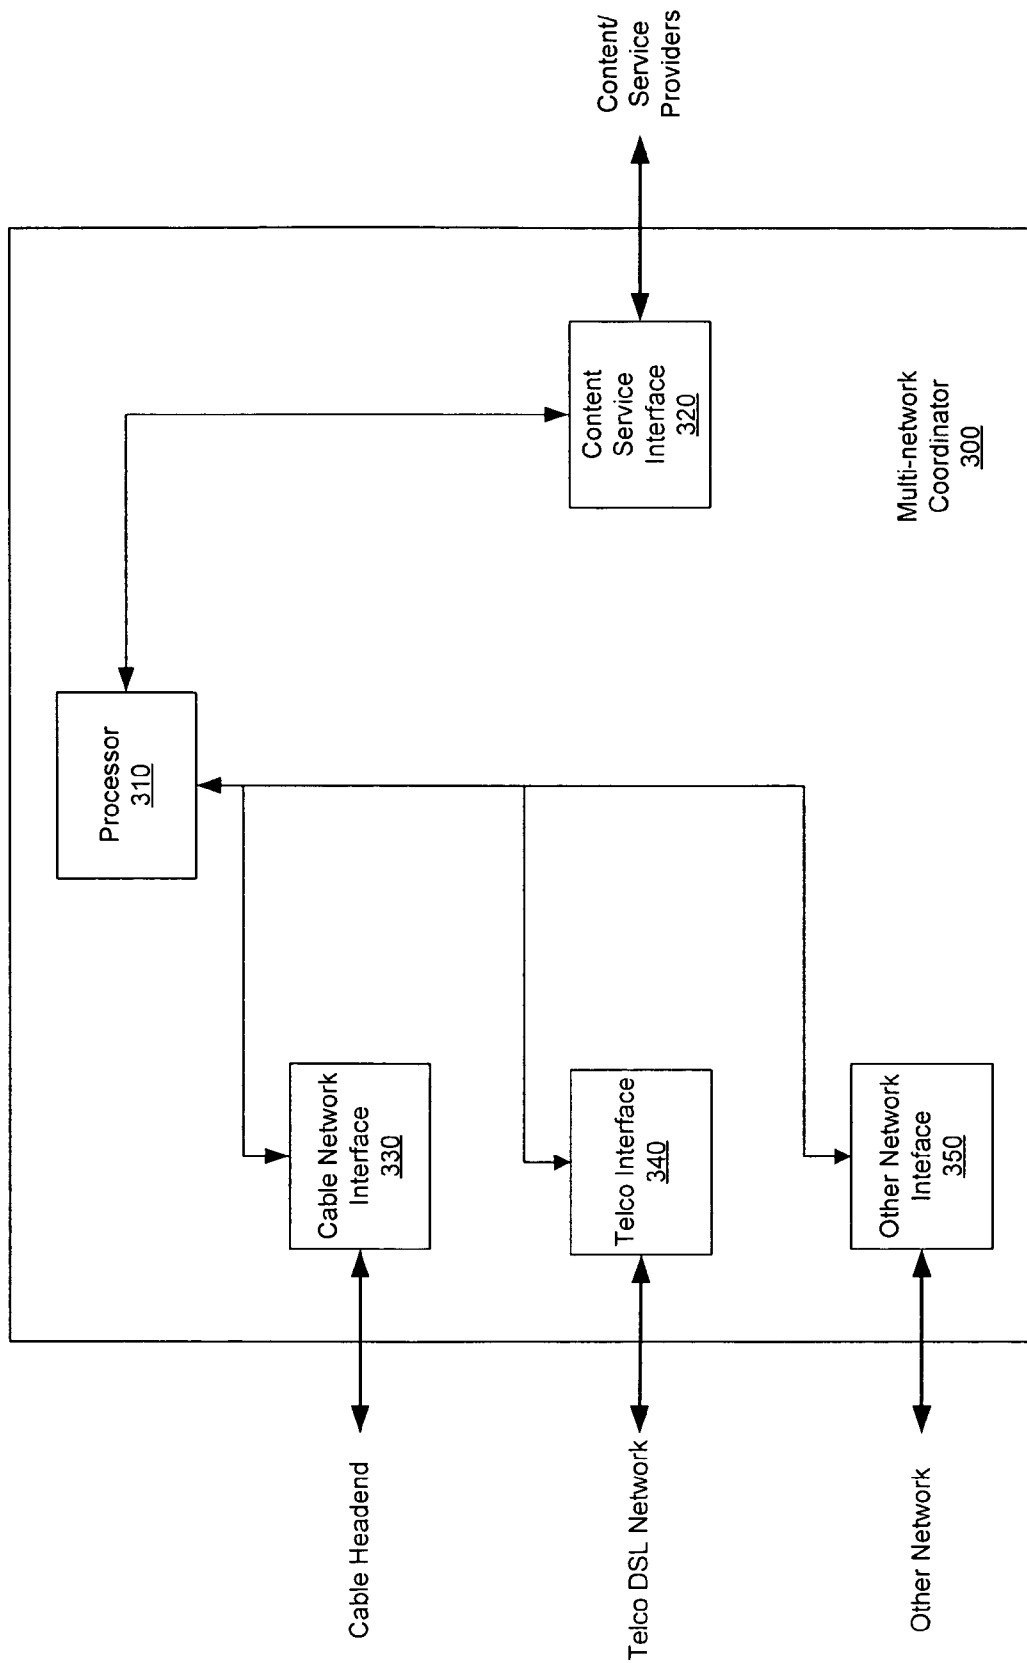 Processor
310
Cable Headend
Cable Network
Interface
330
Telco DSL Network
Telco Interface
340
Content
Service
Interface
320
Content/
Service
Providers
Other Network
Other Network
Inteface
350
Multi-network
Coordinator
300